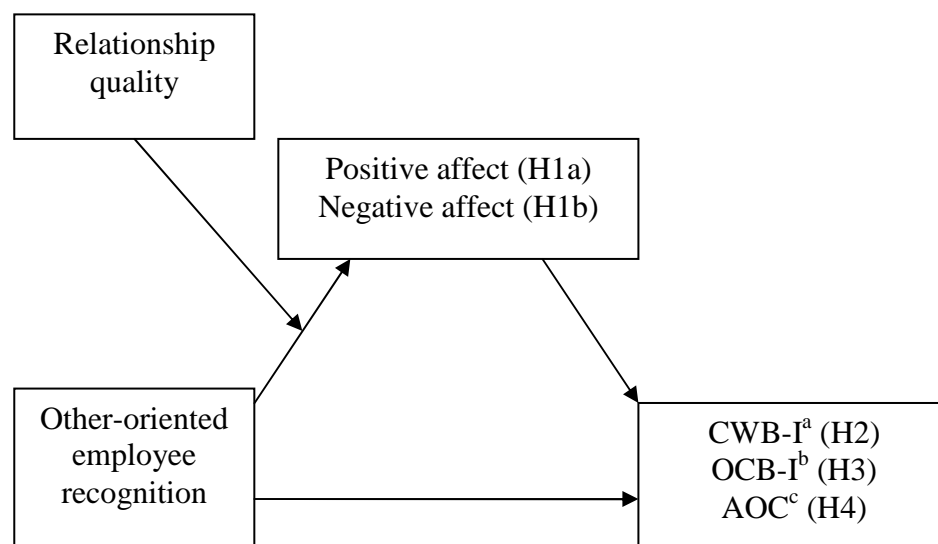 Relationship
quality
Positive affect (H1a)
Negative affect (H1b)
Other-oriented
employee
recognition
CWB-Iᵃ (H2)
OCB-Iᵇ (H3)
AOCᶜ (H4)